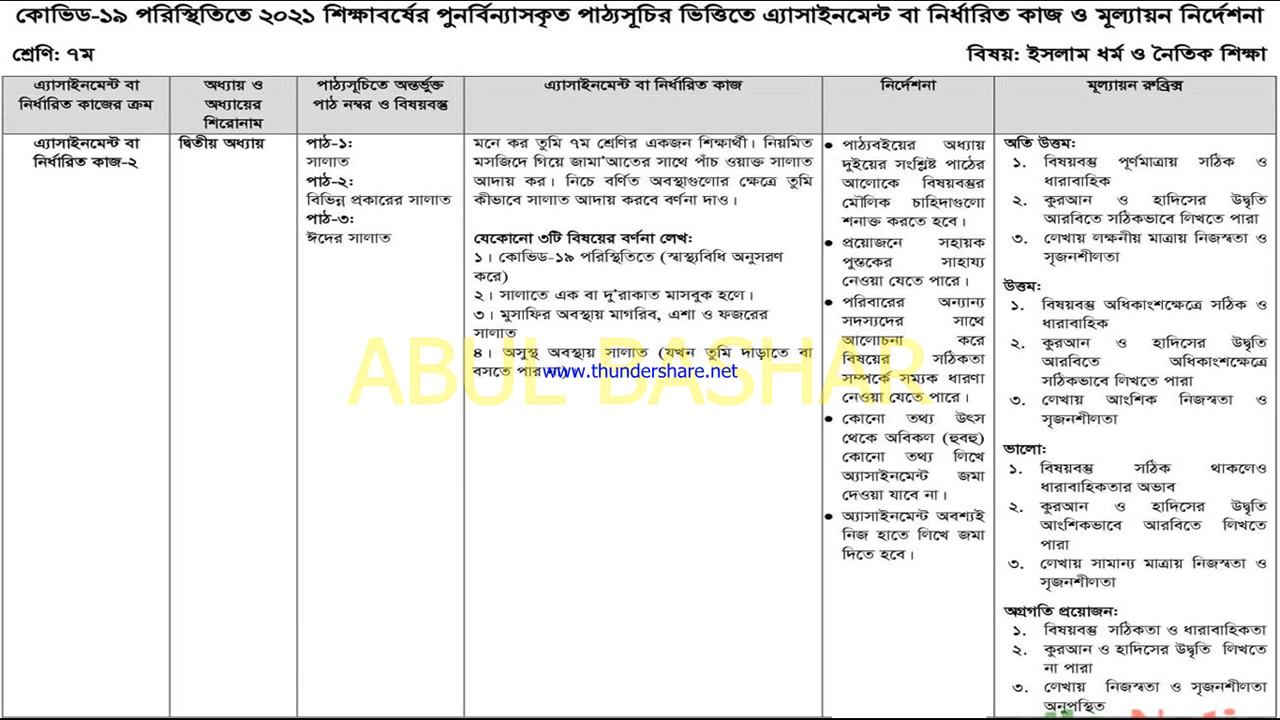 কোভিড-১৯ পরিস্থিতিতে ২০২১ শিক্ষাবর্ষের পুনর্বিন্যাসকৃত পাঠ্যসূচির ভিত্তিতে এ্যাসাইনমেন্ট বা নির্ধারিত কাজ ও মূল্যায়ন নির্দেশনা
শ্রেণি: ৭ম
বিষয়: ইসলাম ধর্ম ও নৈতিক শিক্ষা
এ্যাসাইনমেন্ট বা
নির্ধারিত কাজের ক্রম
অধ্যায় ও
অধ্যায়ের
শিরোনাম
পাঠ্যসূচিতে অন্তর্ভুক্ত
পাঠ নম্বর ও বিষয়বস্তু
এ্যাসাইনমেন্ট বা নির্ধারিত কাজ
নির্দেশনা
মূল্যায়ন রুব্রিক্স
এ্যাসাইনমেন্ট বা
নির্ধারিত কাজ-২
দ্বিতীয় অধ্যায়
পাঠ-১:
সালাত
পাঠ-২:
বিভিন্ন প্রকারের সালাত
পাঠ-৩:
ঈদের সালাত
মনে কর তুমি ৭ম শ্রেণির একজন শিক্ষার্থী। নিয়মিত
মসজিদে গিয়ে জামা'আতের সাথে পাঁচ ওয়াক্ত সালাত
আদায় কর। নিচে বর্ণিত অবস্থাগুলোর ক্ষেত্রে তুমি
কীভাবে সালাত আদায় করবে বর্ণনা দাও।
যেকোনো ৩টি বিষয়ের বর্ণনা লেখ:
১। কোভিড-১৯ পরিস্থিতিতে (স্বাস্থ্যবিধি অনুসরণ
করে)
২। সালাতে এক বা দু'রাকাত মাসবুক হলে।
৩। মুসাফির অবস্থায় মাগরিব, এশা ও ফজরের
সালাত
৪। অসুস্থ অবস্থায় সালাত (যখন তুমি দাড়াতে বা
বসতে পার
www.thundershare.net
ABUL BASHAR
• পাঠ্যবইয়ের অধ্যায়
দুইয়ের সংশ্লিষ্ট পাঠের
আলোকে বিষয়বস্তুর
মৌলিক চাহিদাগুলো
শনাক্ত করতে হবে।
• প্রয়োজনে সহায়ক
পুস্তকের সাহায্য
নেওয়া যেতে পারে।
• পরিবারের অন্যান্য
সদস্যদের সাথে
আলোচনা করে
বিষয়ের সঠিকতা
সম্পর্কে সম্যক ধারণা
নেওয়া যেতে পারে।
• কোনো তথ্য উৎস
থেকে অবিকল (হুবহু)
কোনো তথ্য লিখে
অ্যাসাইনমেন্ট জমা
দেওয়া যাবে না।
• অ্যাসাইনমেন্ট অবশ্যই
নিজ হাতে লিখে জমা
দিতে হবে।
অতি উত্তম:
১. বিষয়বস্তু পূর্ণমাত্রায় সঠিক ও
ধারাবাহিক
২. কুরআন ও হাদিসের উদ্বৃতি
আরবিতে সঠিকভাবে লিখতে পারা
৩. লেখায় লক্ষনীয় মাত্রায় নিজস্বতা ও
সৃজনশীলতা
উত্তম:
১. বিষয়বস্তু অধিকাংশক্ষেত্রে সঠিক ও
ধারাবাহিক
২. কুরআন ও হাদিসের উদ্বৃতি
আরবিতে অধিকাংশক্ষেত্রে
সঠিকভাবে লিখতে পারা
৩. লেখায় আংশিক নিজস্বতা ও
সৃজনশীলতা
ভালো:
১. বিষয়বস্তু সঠিক থাকলেও
ধারাবাহিকতার অভাব
২. কুরআন ও হাদিসের উদ্বৃতি
আংশিকভাবে আরবিতে লিখতে
পারা
৩. লেখায় সামান্য মাত্রায় নিজস্বতা ও
সৃজনশীলতা
অগ্রগতি প্রয়োজন:
১. বিষয়বস্তু সঠিকতা ও ধারাবাহিকতা
২. কুরআন ও হাদিসের উদ্বৃতি লিখতে
না পারা
৩. লেখায় নিজস্বতা ও সৃজনশীলতা
অনুপস্থিত